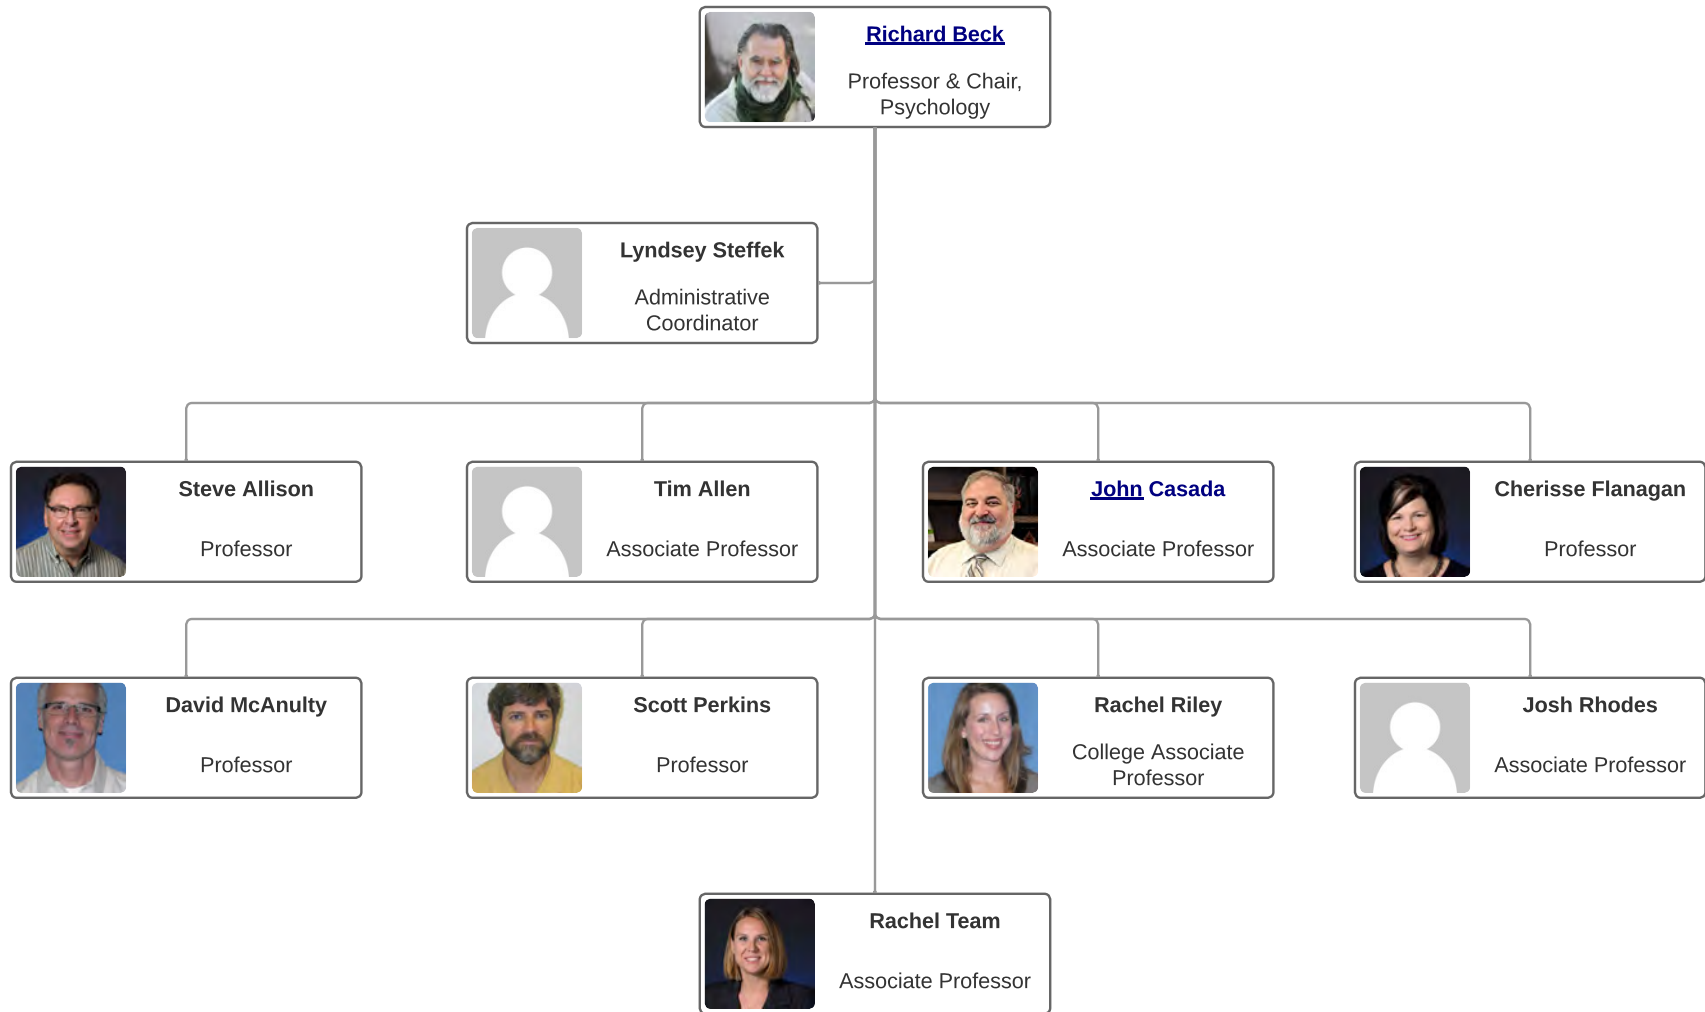 Richard Beck
Professor & Chair,
Psychology
Lyndsey Steffek
Administrative
Coordinator
Steve Allison
Professor
Tim Allen
Associate Professor
John Casada
Associate Professor
Cherisse Flanagan
Professor
David McAnulty
Professor
Scott Perkins
Professor
Rachel Riley
College Associate
Professor
Josh Rhodes
Associate Professor
Rachel Team
Associate Professor